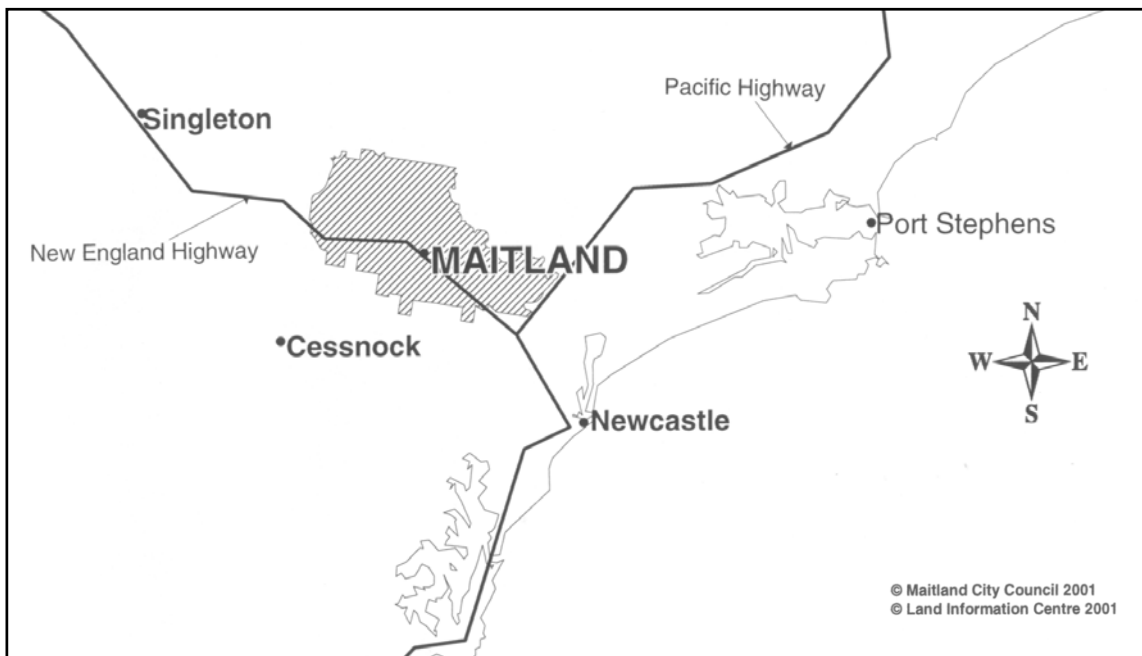 Pacific Highway
Singleton
Port Stephens
New England Highway
MAITLAND
N
W E
S
Cessnock
Newcastle
© Maitland City Council 2001
© Land Information Centre 2001